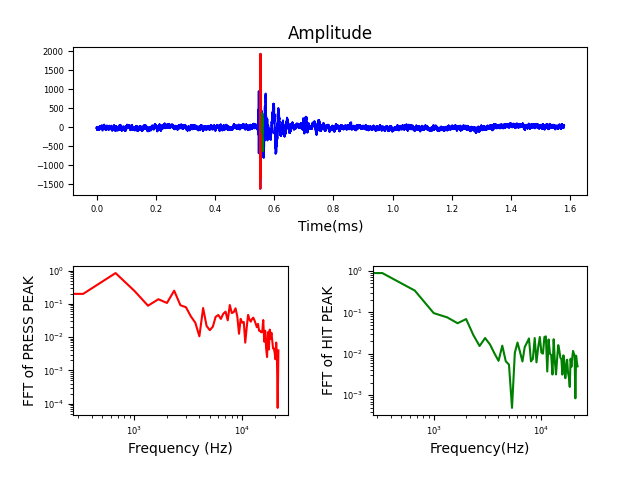 Amplitude
2000
1500
1000
500
0
−500
−1000
−1500
0.0 0.2 0.4 0.6 0.8 1.0 1.2 1.4 1.6
Time(ms)
FFT of PRESS PEAK
10⁰
10⁻¹
10⁻²
10⁻³
10⁻⁴
10³ 10⁴
Frequency (Hz)
FFT of HIT PEAK
10⁰
10⁻¹
10⁻²
10⁻³
10³ 10⁴
Frequency(Hz)